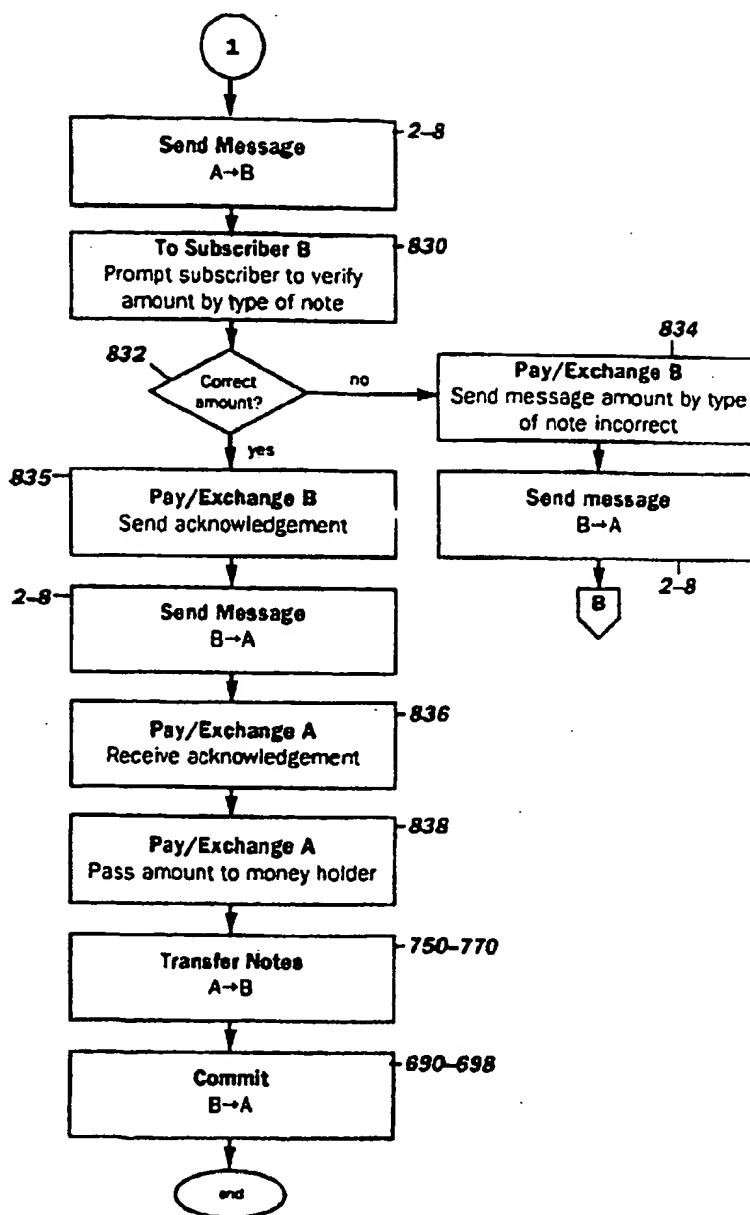 1
2-8
Send Message
A→B
830
To Subscriber B
Prompt subscriber to verify
amount by type of note
832
Correct
amount?
no
yes
834
Pay/Exchange B
Send message amount by type
of note incorrect
Send message
B→A
2-8
B
835
Pay/Exchange B
Send acknowledgement
2-8
Send Message
B→A
836
Pay/Exchange A
Receive acknowledgement
838
Pay/Exchange A
Pass amount to money holder
750-770
Transfer Notes
A→B
690-698
Commit
B→A
end